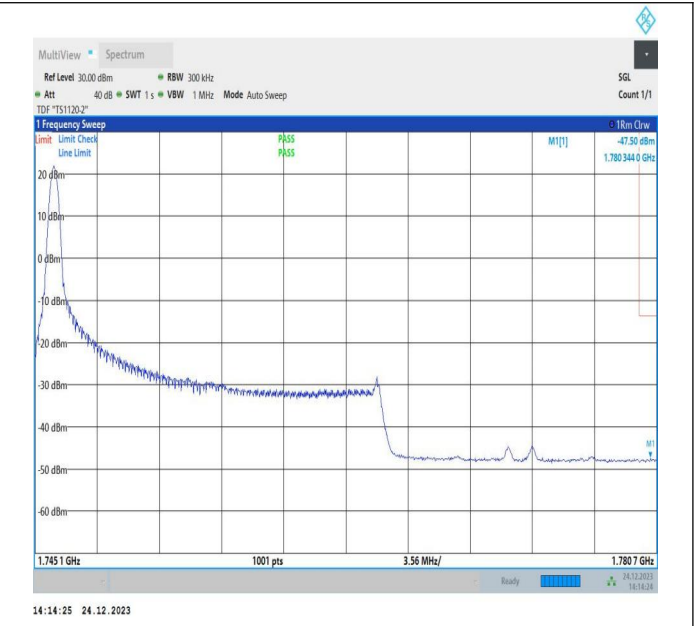 MultiView Spectrum
Ref Level 30.00 dBm RBW 300 kHz SGL
Att 40 dB SWT 1 s VBW 1 MHz Mode Auto Sweep Count 1/1
TDF "TS1120-2"
1 Frequency Sweep 1Rm Clrw
Limit Limit Check PASS M1[1] -47.50 dBm
Line Limit PASS 1.780 344 0 GHz
20 dBm
10 dBm
0 dBm
-10 dBm
-20 dBm
-30 dBm
-40 dBm
M1
-50 dBm
-60 dBm
1.745 1 GHz 1001 pts 3.56 MHz/ 1.780 7 GHz
Ready 24.12.2023
14:14:24
14:14:25 24.12.2023